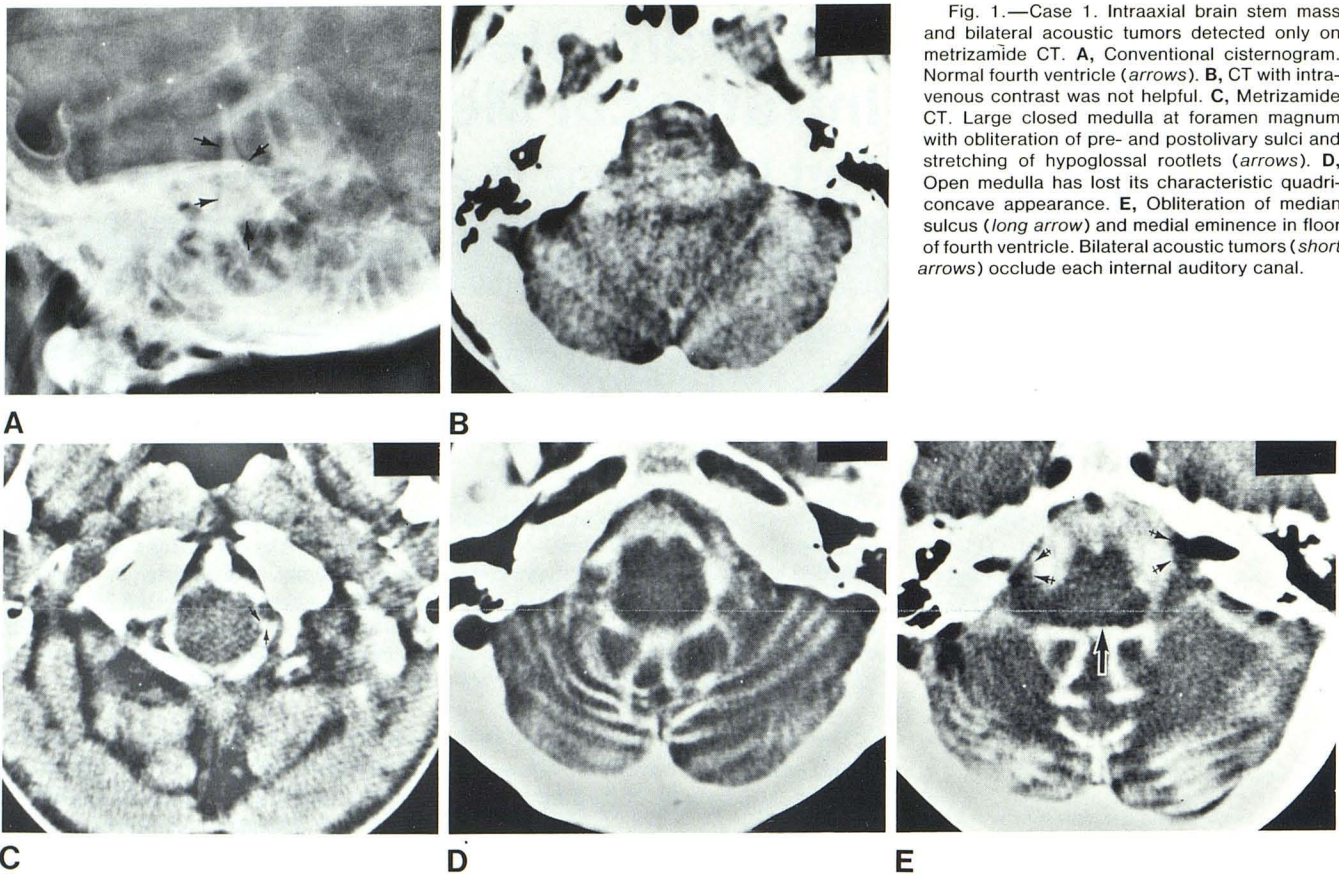 Fig. 1.—Case 1. Intraaxial brain stem mass
and bilateral acoustic tumors detected only on
metrizamide CT. A, Conventional cisternogram.
Normal fourth ventricle (arrows). B, CT with intra-
venous contrast was not helpful. C, Metrizamide
CT. Large closed medulla at foramen magnum
with obliteration of pre- and postolivary sulci and
stretching of hypoglossal rootlets (arrows). D,
Open medulla has lost its characteristic quadri-
concave appearance. E, Obliteration of median
sulcus (long arrow) and medial eminence in floor
of fourth ventricle. Bilateral acoustic tumors (short
arrows) occlude each internal auditory canal.
A
B
C
D
E